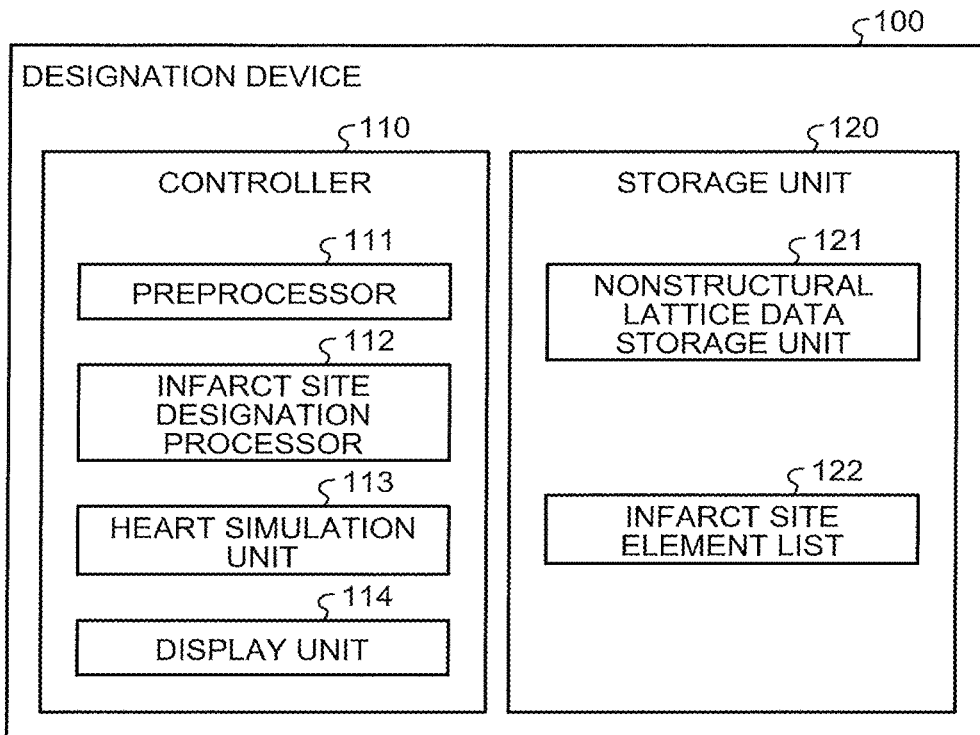 100
DESIGNATION DEVICE
110
CONTROLLER
111
PREPROCESSOR
112
INFARCT SITE
DESIGNATION
PROCESSOR
113
HEART SIMULATION
UNIT
114
DISPLAY UNIT
120
STORAGE UNIT
121
NONSTRUCTURAL
LATTICE DATA
STORAGE UNIT
122
INFARCT SITE
ELEMENT LIST